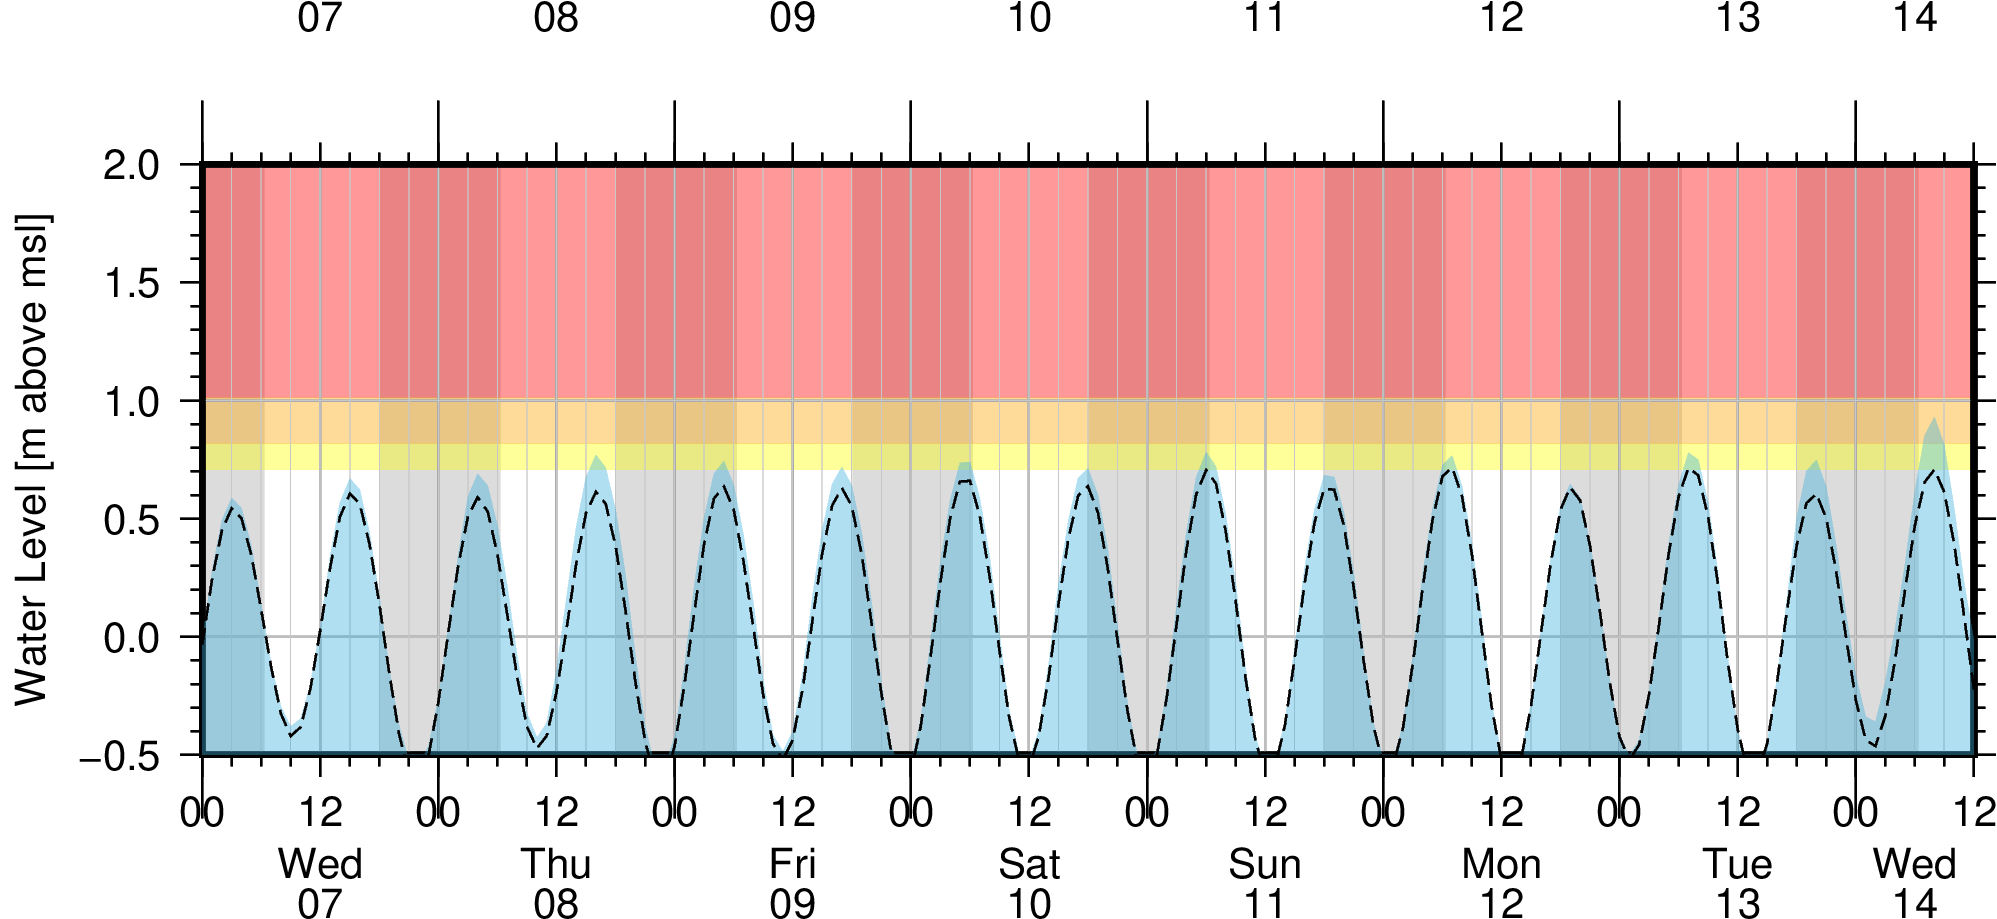 07 08 09 10 11 12 13 14
2.0
1.5
1.0
0.5
0.0
−0.5
Water Level [m above msl]
00 12 00 12 00 12 00 12 00 12 00 12 00 12 00 12
Wed Thu Fri Sat Sun Mon Tue Wed
07 08 09 10 11 12 13 14